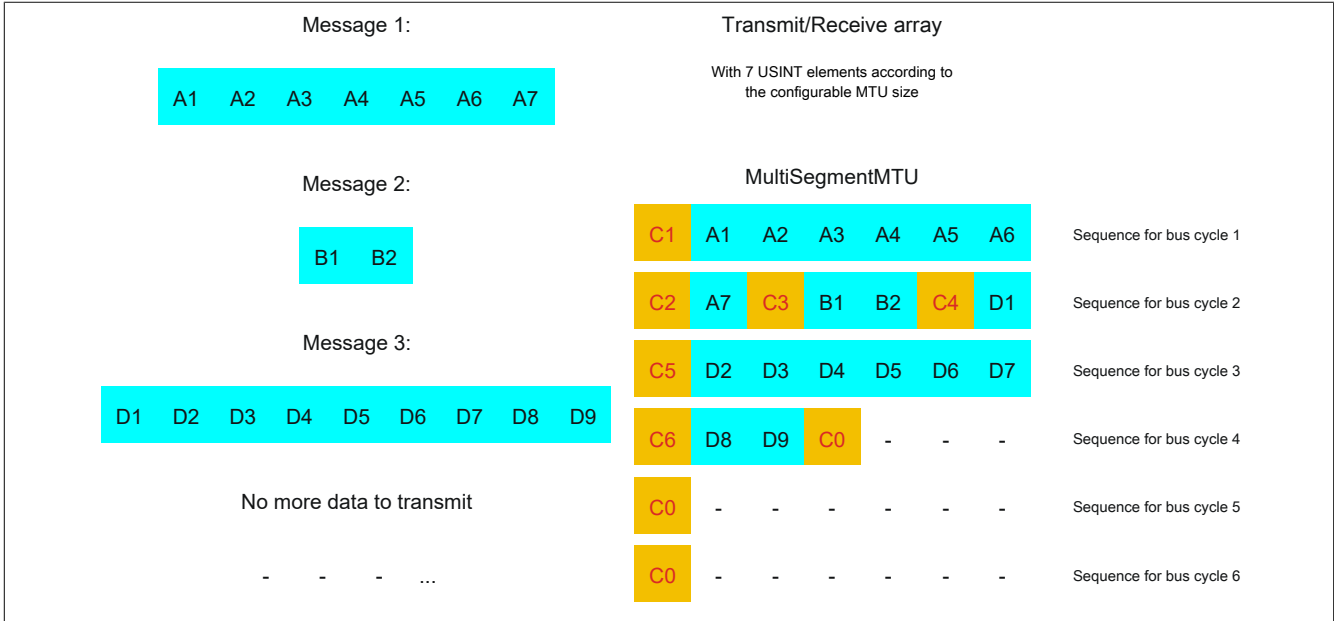 Message 1:
A1 A2 A3 A4 A5 A6 A7
Message 2:
B1 B2
Message 3:
D1 D2 D3 D4 D5 D6 D7 D8 D9
No more data to transmit
- - - ...
Transmit/Receive array
With 7 USINT elements according to
the configurable MTU size
MultiSegmentMTU
C1 A1 A2 A3 A4 A5 A6 Sequence for bus cycle 1
C2 A7 C3 B1 B2 C4 D1 Sequence for bus cycle 2
C5 D2 D3 D4 D5 D6 D7 Sequence for bus cycle 3
C6 D8 D9 C0 - - - Sequence for bus cycle 4
C0 - - - - - - Sequence for bus cycle 5
C0 - - - - - - Sequence for bus cycle 6